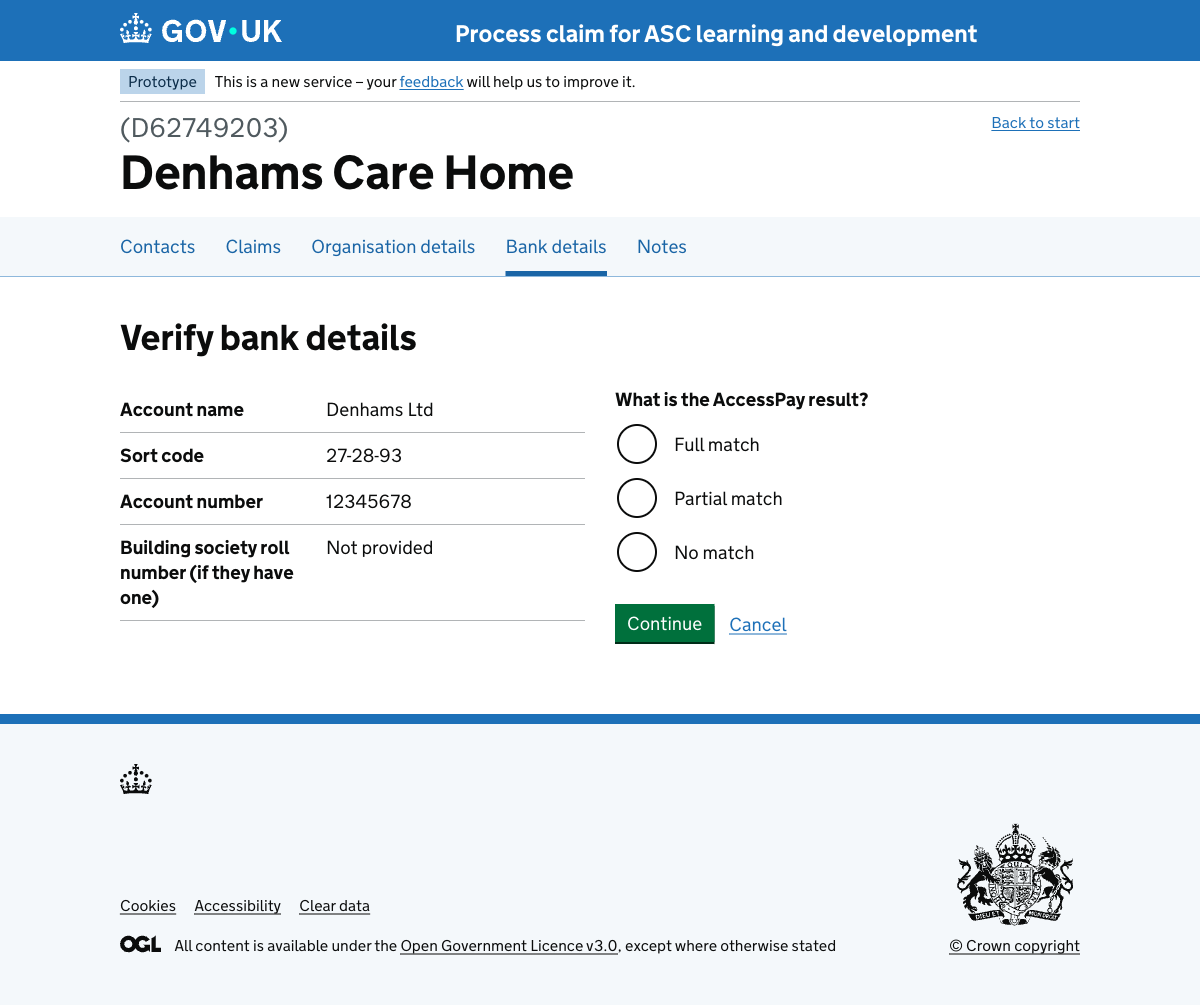 GOV·UK
Process claim for ASC learning and development
Prototype This is a new service – your feedback will help us to improve it.
(D62749203)
Back to start
Denhams Care Home
Contacts Claims Organisation details Bank details Notes
Verify bank details
Account name Denhams Ltd
Sort code 27-28-93
Account number 12345678
Building society roll number (if they have one) Not provided
What is the AccessPay result?
Full match
Partial match
No match
Continue Cancel
Cookies Accessibility Clear data
OGL All content is available under the Open Government Licence v3.0, except where otherwise stated
© Crown copyright